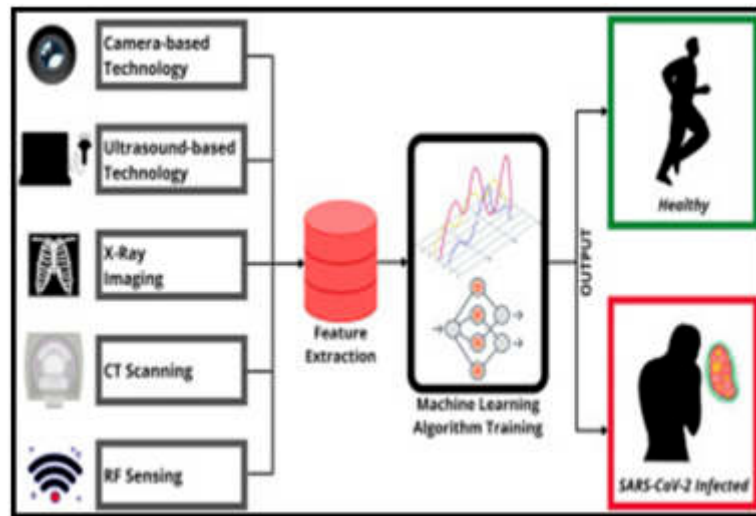 Camera-based
Technology
Ultrasound-based
Technology
X-Ray
Imaging
CT Scanning
RF Sensing
Feature
Extraction
Machine Learning
Algorithm Training
OUTPUT
Healthy
SARS-CoV-2 Infected